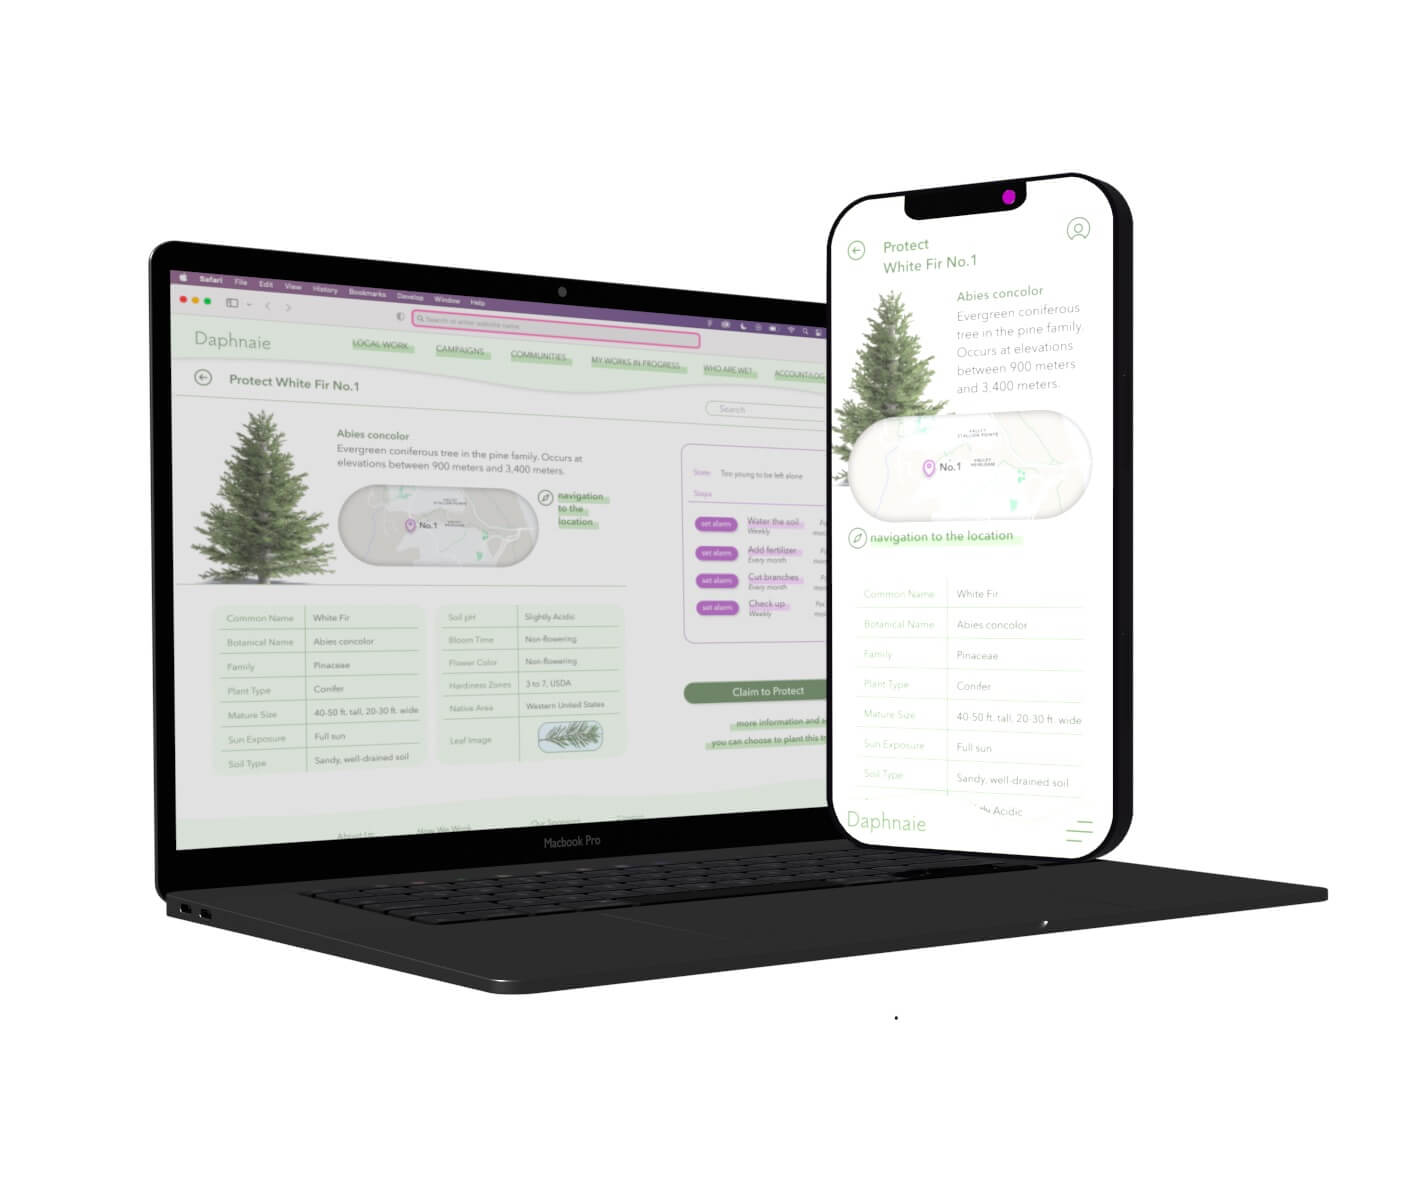 Safari File Edit View History Bookmarks Develop Window Help
Search or enter website name
Daphnaie
LOCAL WORK
CAMPAIGNS
COMMUNITIES
MY WORKS IN PROGRESS
WHO ARE WE?
ACCOUNT/LOG
Protect White Fir No.1
Search
Abies concolor
Evergreen coniferous tree in the pine family. Occurs at
elevations between 900 meters and 3,400 meters.
VALLEY
STALLION POINTE
VALLEY
HEIRLOOM
No.1
navigation
to the
location
State Too young to be left alone
Steps
set alarm Water the soil
Weekly
set alarm Add fertilizer
Every month
set alarm Cut branches
Every month
set alarm Check up
Weekly
Claim to Protect
more information and
you can choose to plant this
Common Name White Fir
Botanical Name Abies concolor
Family Pinaceae
Plant Type Conifer
Mature Size 40-50 ft. tall, 20-30 ft. wide
Sun Exposure Full sun
Soil Type Sandy, well-drained soil
Soil pH Slightly Acidic
Bloom Time Non-flowering
Flower Color Non-flowering
Hardiness Zones 3 to 7, USDA
Native Area Western United States
Leaf Image
About Us
How We Work
Our Sponsors
Macbook Pro
Protect
White Fir No.1
Abies concolor
Evergreen coniferous
tree in the pine family.
Occurs at elevations
between 900 meters
and 3,400 meters.
VALLEY
STALLION POINTE
VALLEY
HEIRLOOM
No.1
navigation to the location
Common Name White Fir
Botanical Name Abies concolor
Family Pinaceae
Plant Type Conifer
Mature Size 40-50 ft. tall, 20-30 ft. wide
Sun Exposure Full sun
Soil Type Sandy, well-drained soil
Acidic
Daphnaie